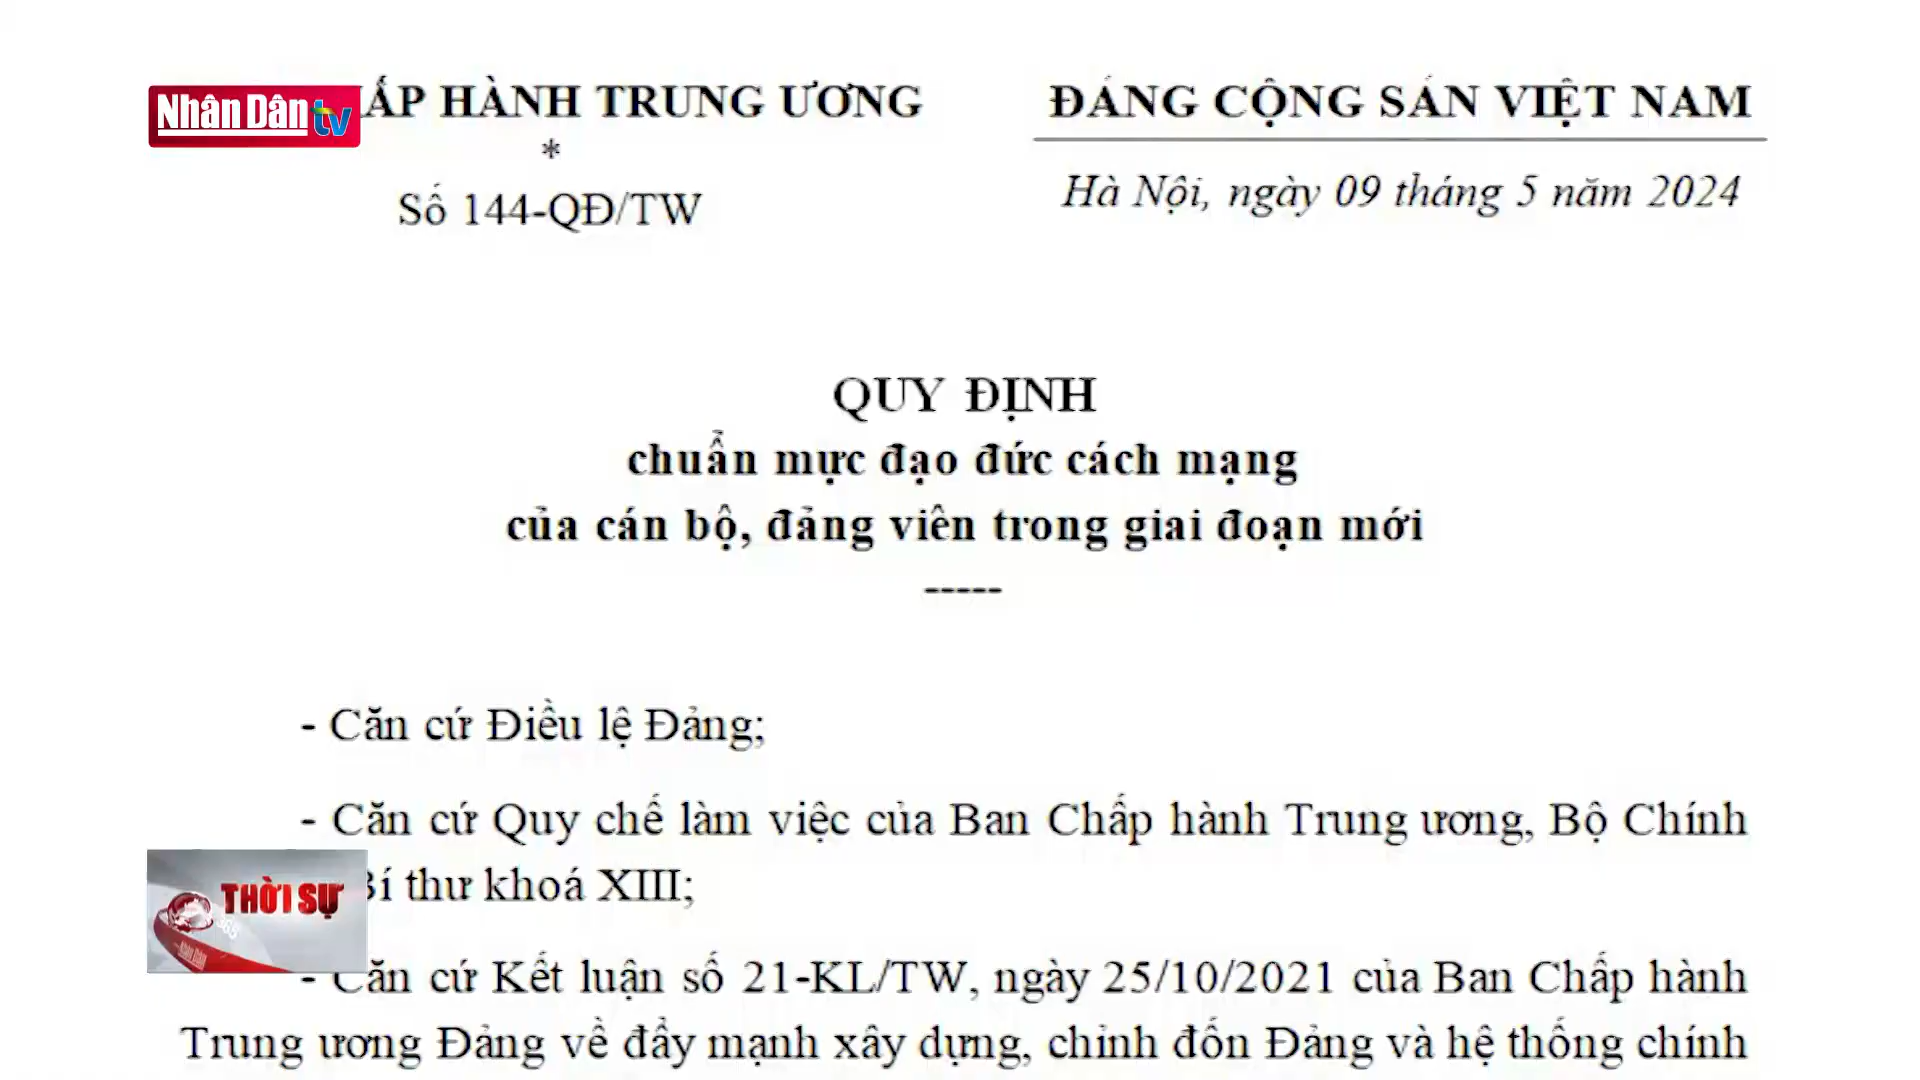 Nhân Dân tv
ẤP HÀNH TRUNG ƯƠNG
ĐẢNG CỘNG SẢN VIỆT NAM
*
Số 144-QĐ/TW
Hà Nội, ngày 09 tháng 5 năm 2024
QUY ĐỊNH
chuẩn mực đạo đức cách mạng
của cán bộ, đảng viên trong giai đoạn mới
-----
- Căn cứ Điều lệ Đảng;
- Căn cứ Quy chế làm việc của Ban Chấp hành Trung ương, Bộ Chính
Bí thư khoá XIII;
THỜI SỰ
365
NHÂN DÂN
- Căn cứ Kết luận số 21-KL/TW, ngày 25/10/2021 của Ban Chấp hành
Trung ương Đảng về đẩy mạnh xây dựng, chỉnh đốn Đảng và hệ thống chính